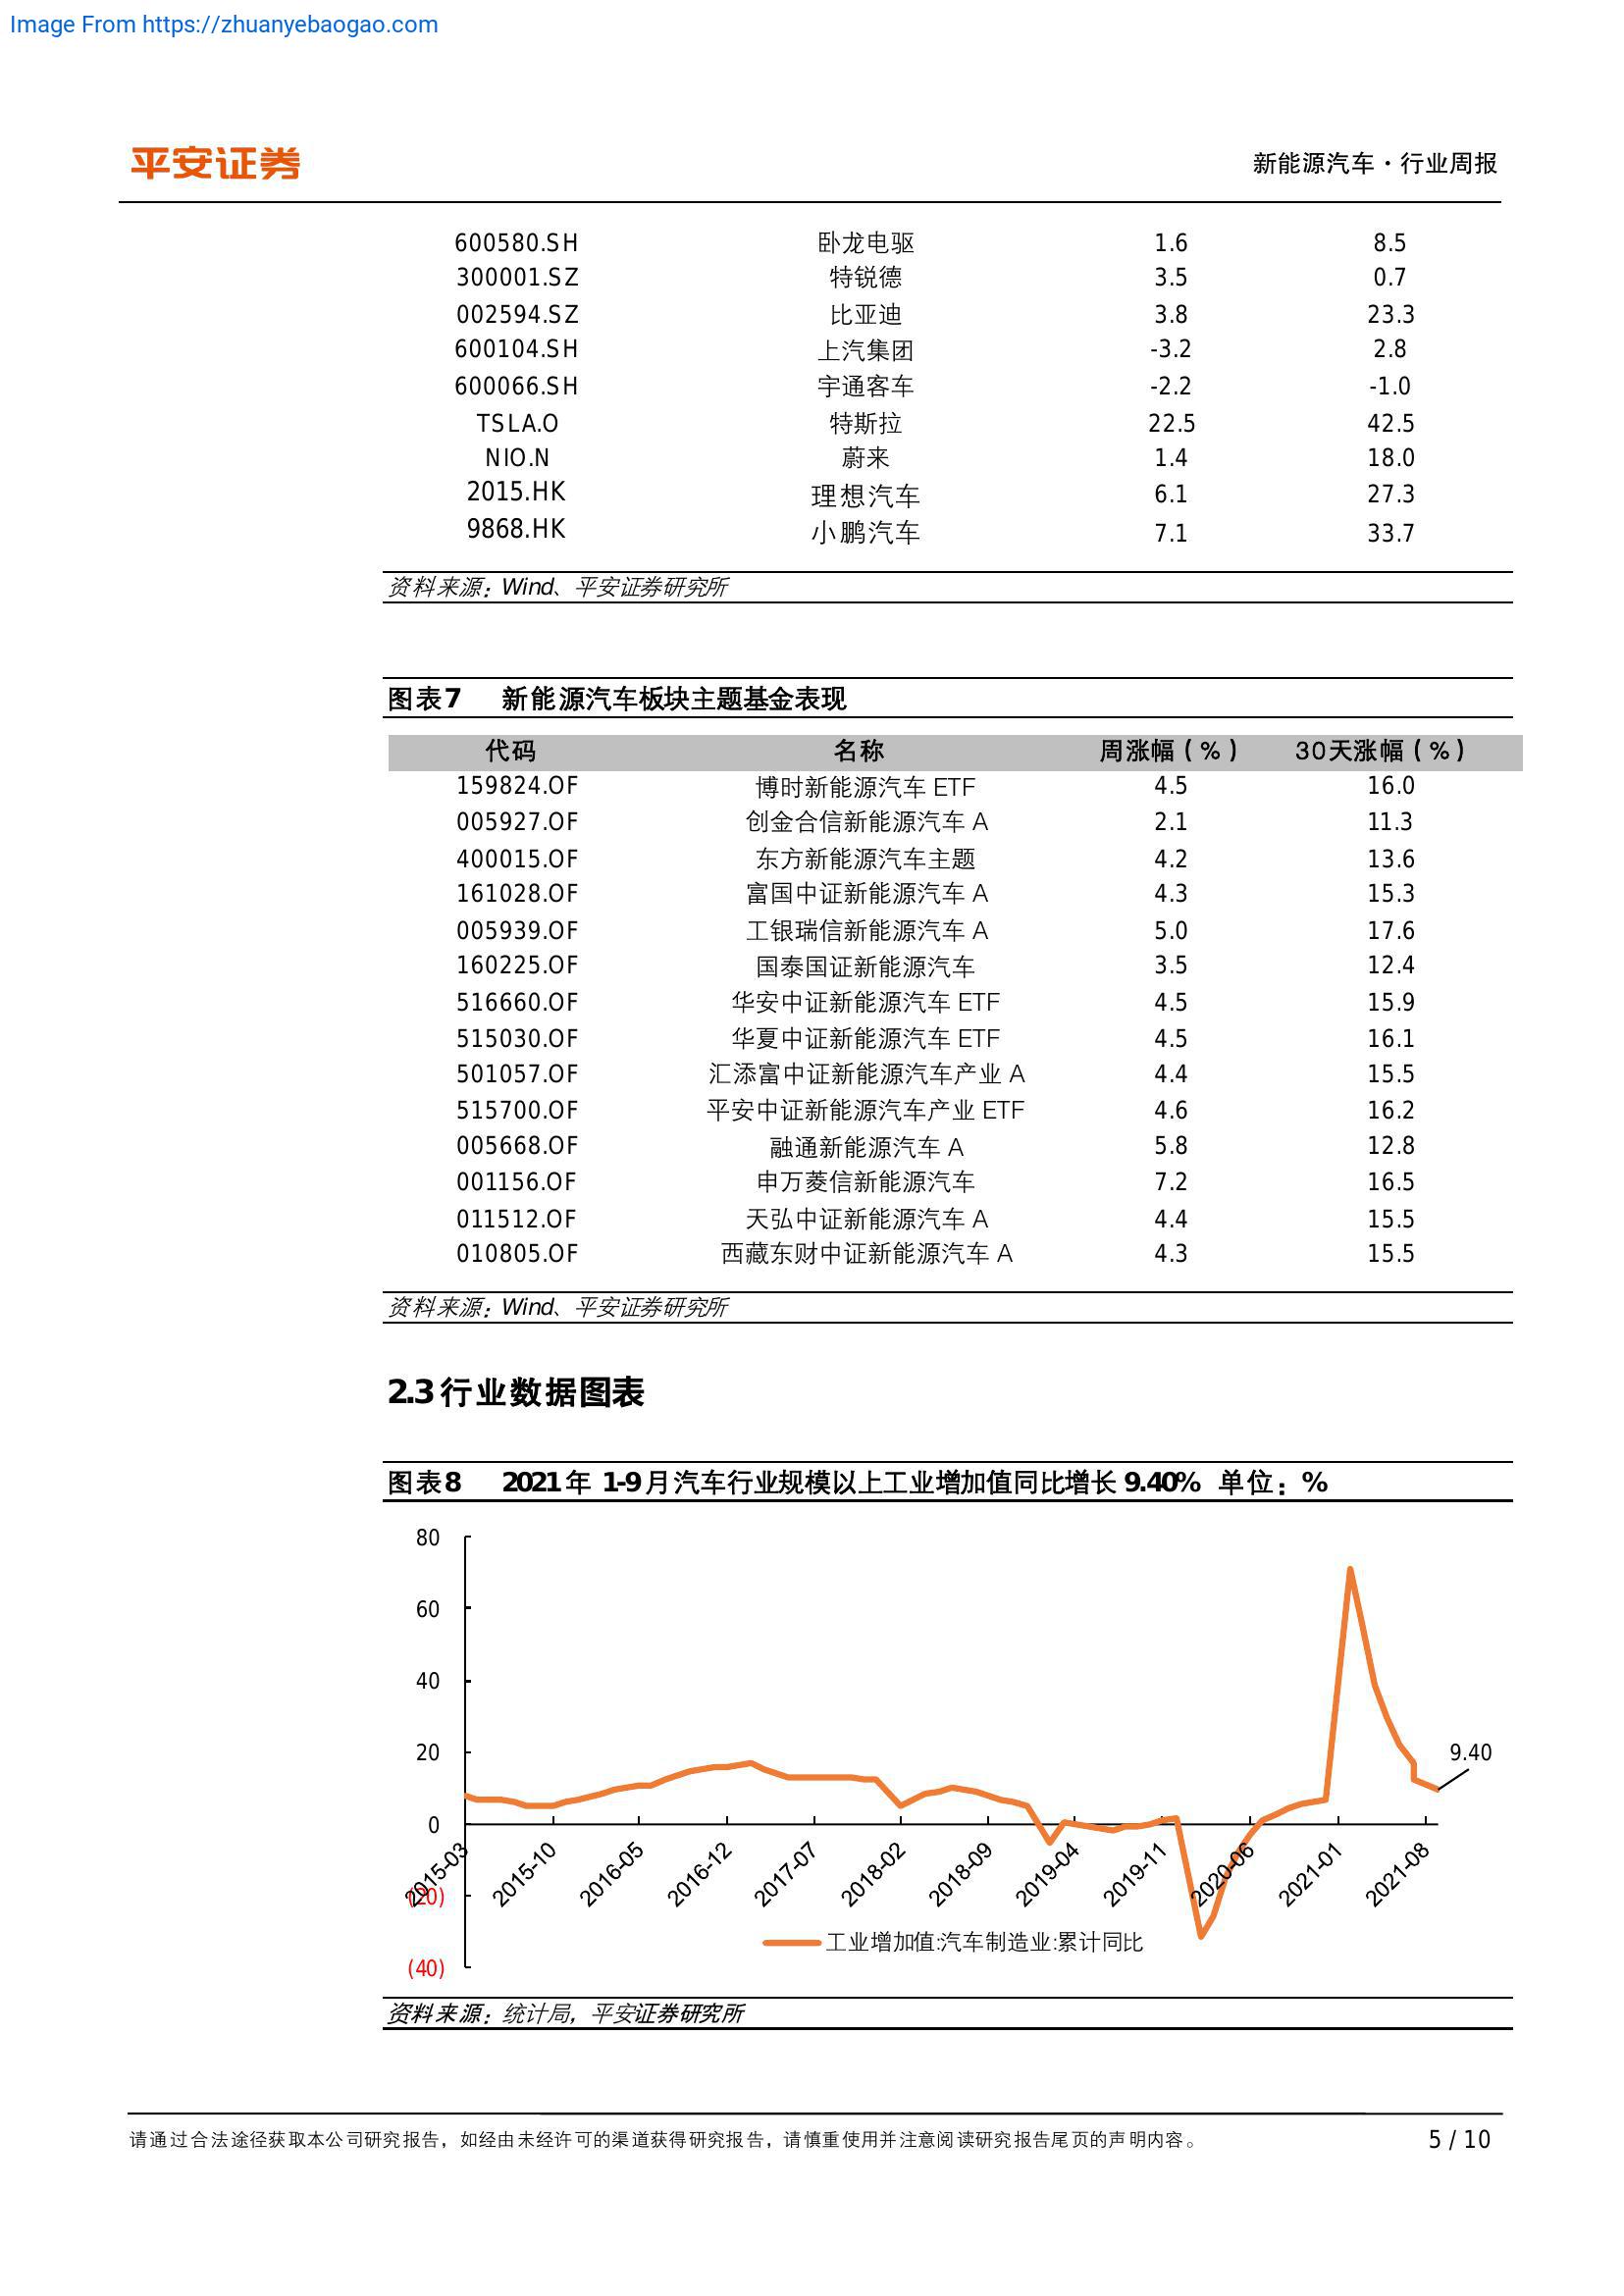 Image From https://zhuanyebaogao.com
平安证券
新能源汽车·行业周报
600580.SH 卧龙电驱 1.6 8.5
300001.SZ 特锐德 3.5 0.7
002594.SZ 比亚迪 3.8 23.3
600104.SH 上汽集团 -3.2 2.8
600066.SH 宇通客车 -2.2 -1.0
TSLA.O 特斯拉 22.5 42.5
NIO.N 蔚来 1.4 18.0
2015.HK 理想汽车 6.1 27.3
9868.HK 小鹏汽车 7.1 33.7
资料来源：Wind、平安证券研究所
图表7 新能源汽车板块主题基金表现
代码 名称 周涨幅（%） 30天涨幅（%）
159824.OF 博时新能源汽车 ETF 4.5 16.0
005927.OF 创金合信新能源汽车 A 2.1 11.3
400015.OF 东方新能源汽车主题 4.2 13.6
161028.OF 富国中证新能源汽车 A 4.3 15.3
005939.OF 工银瑞信新能源汽车 A 5.0 17.6
160225.OF 国泰国证新能源汽车 3.5 12.4
516660.OF 华安中证新能源汽车 ETF 4.5 15.9
515030.OF 华夏中证新能源汽车 ETF 4.5 16.1
501057.OF 汇添富中证新能源汽车产业 A 4.4 15.5
515700.OF 平安中证新能源汽车产业 ETF 4.6 16.2
005668.OF 融通新能源汽车 A 5.8 12.8
001156.OF 申万菱信新能源汽车 7.2 16.5
011512.OF 天弘中证新能源汽车 A 4.4 15.5
010805.OF 西藏东财中证新能源汽车 A 4.3 15.5
资料来源：Wind、平安证券研究所
2.3 行业数据图表
图表8 2021年 1-9月汽车行业规模以上工业增加值同比增长 9.40% 单位：%
80
60
40
20
9.40
0
2015-03 2015-10 2016-05 2016-12 2017-07 2018-02 2018-09 2019-04 2019-11 2020-06 2021-01 2021-08
(20)
工业增加值:汽车制造业:累计同比
(40)
资料来源：统计局，平安证券研究所
请通过合法途径获取本公司研究报告，如经由未经许可的渠道获得研究报告，请慎重使用并注意阅读研究报告尾页的声明内容。
5 / 10